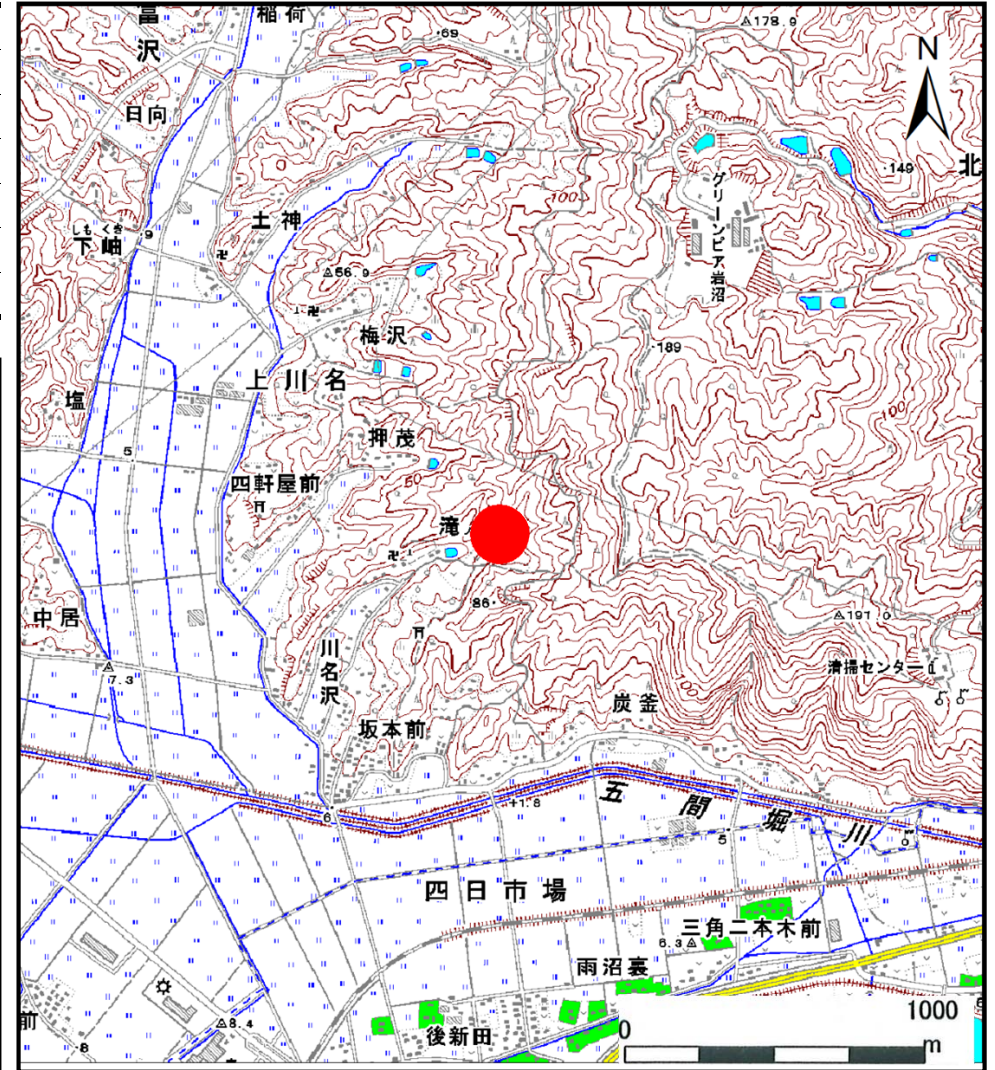 富沢
稲荷
△178.9
・69
N
日向
北
・149
グリーンピア岩沼
100
土神
しもくき
下岫
9
△56.9
梅沢
・189
上川名
塩
100
押茂
5
50
四軒屋前
滝
86・
中居
△191.0
清掃センター
7.3
川名沢
炭釜
坂本前
+1.8
五間堀川
6
5
四日市場
三角二本木前
6.3△
雨沼裏
前
△8.4
後新田
・8
0
1000
m